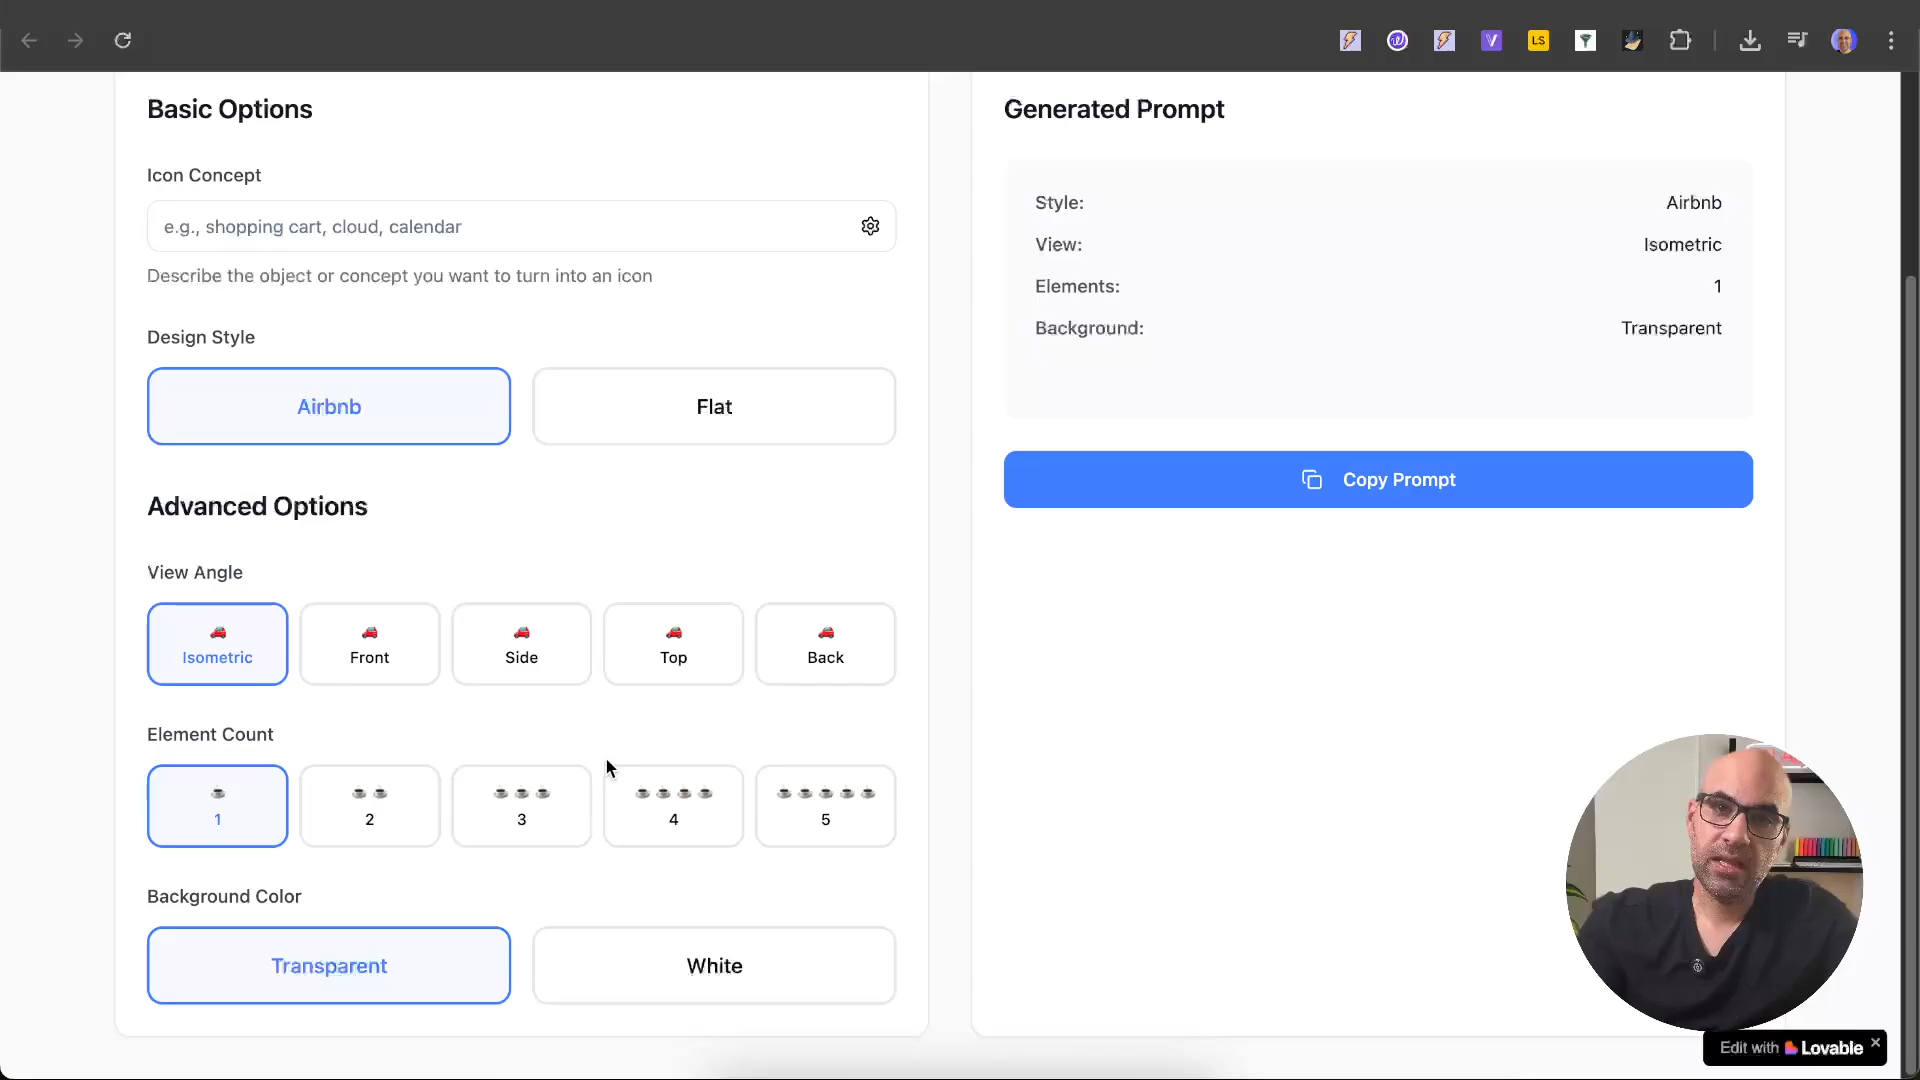 LS
Basic Options
Icon Concept
e.g., shopping cart, cloud, calendar
Describe the object or concept you want to turn into an icon
Design Style
Airbnb
Flat
Advanced Options
View Angle
Isometric
Front
Side
Top
Back
Element Count
1
2
3
4
5
Background Color
Transparent
White
Generated Prompt
Style: Airbnb
View: Isometric
Elements: 1
Background: Transparent
Copy Prompt
Edit with Lovable